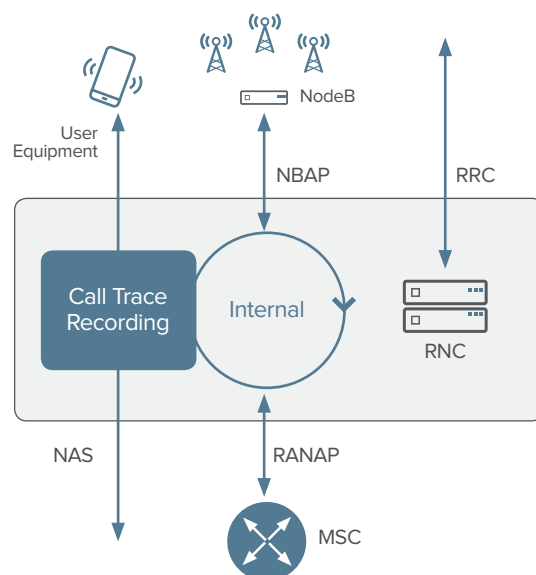 NodeB
User
Equipment
NBAP
RRC
Call Trace
Recording
Internal
RNC
NAS
RANAP
MSC